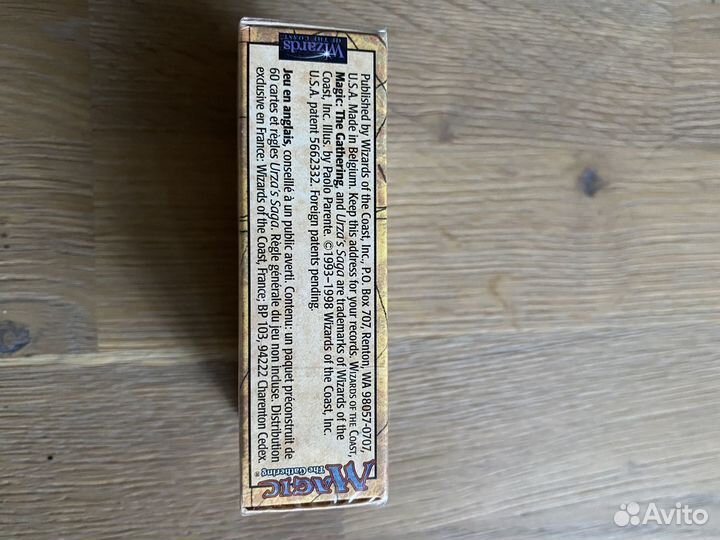 Wizards
OF THE COAST
Published by Wizards of the Coast, Inc., P.O. Box 707, Renton, WA 98057-0707,
U.S.A. Made in Belgium. Keep this address for your records. WIZARDS OF THE COAST,
Magic: The Gathering, and Urza's Saga are trademarks of Wizards of the
Coast, Inc. Illus. by Paolo Parente. ©1993–1998 Wizards of the Coast, Inc.
U.S.A. patent 5662332. Foreign patents pending.
Jeu en anglais, conseillé à un public averti. Contenu: un paquet préconstruit de
60 cartes et règles Urza's Saga. Règle générale du jeu non incluse. Distribution
exclusive en France: Wizards of the Coast, France; BP 103, 94222 Charenton Cedex.
MAGIC
The Gathering®
Avito